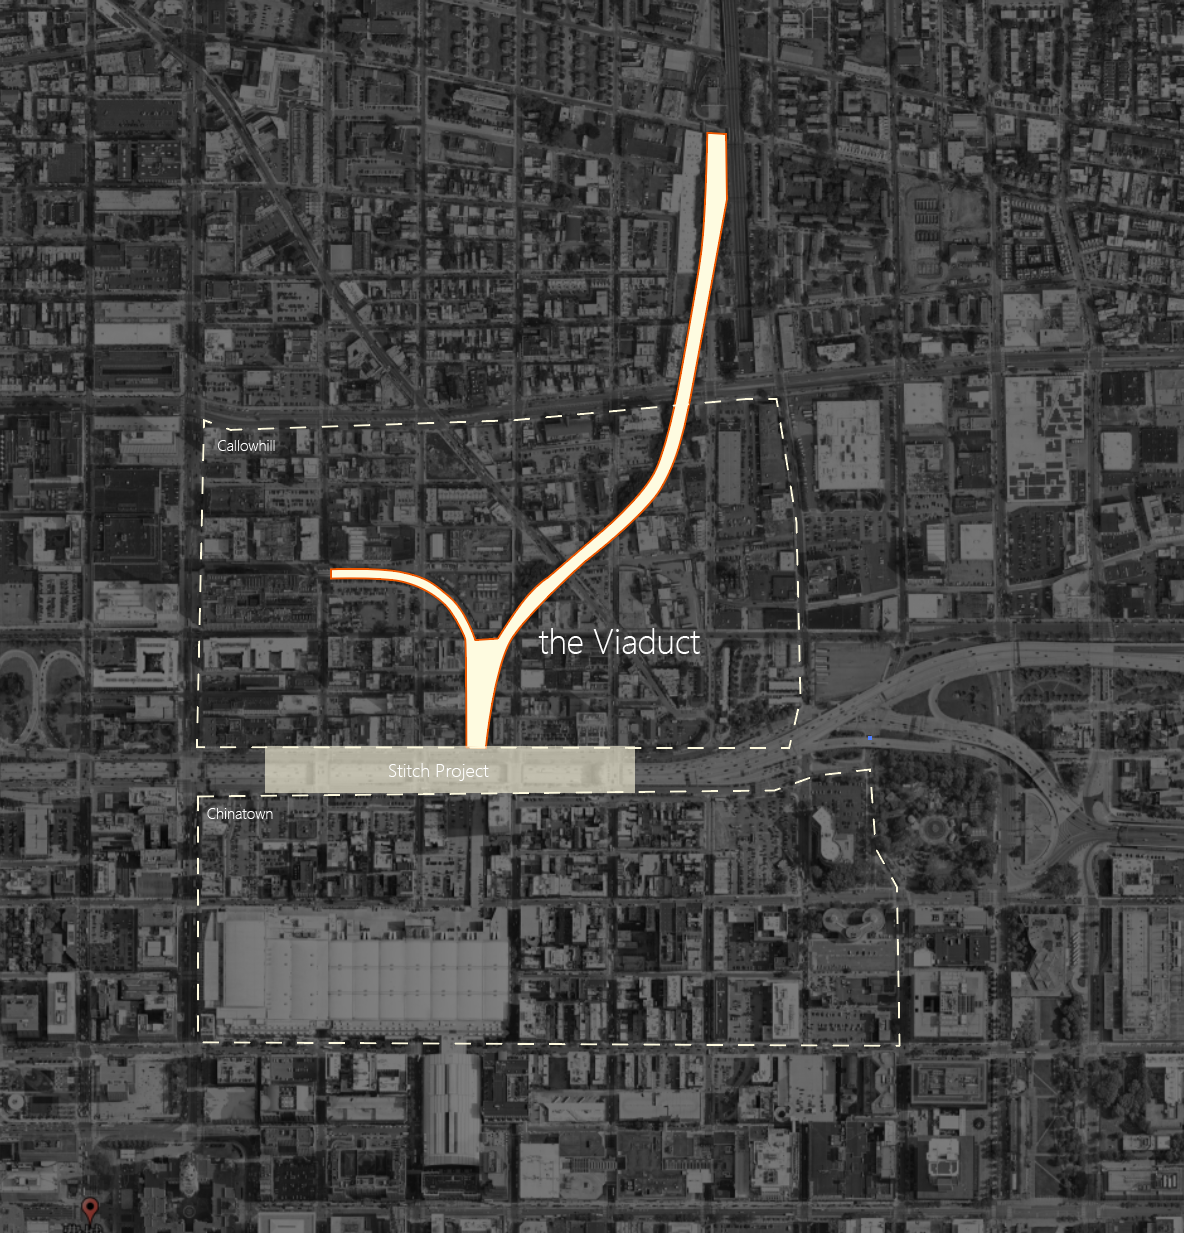 Callowhill
the Viaduct
Stitch Project
Chinatown